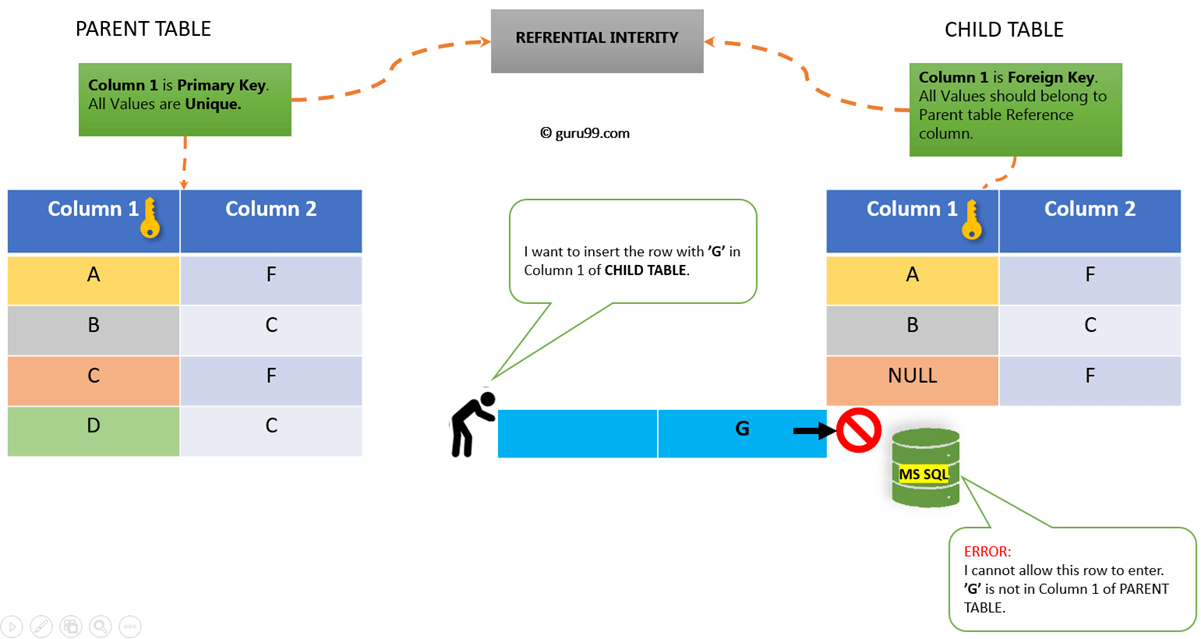 PARENT TABLE
REFRENTIAL INTERITY
CHILD TABLE
Column 1 is Primary Key.
All Values are Unique.
Column 1 is Foreign Key.
All Values should belong to
Parent table Reference
column.
© guru99.com
Column 1 Column 2
A F
B C
C F
D C
I want to insert the row with ’G’ in
Column 1 of CHILD TABLE.
G
Column 1 Column 2
A F
B C
NULL F
MS SQL
ERROR:
I cannot allow this row to enter.
’G’ is not in Column 1 of PARENT
TABLE.